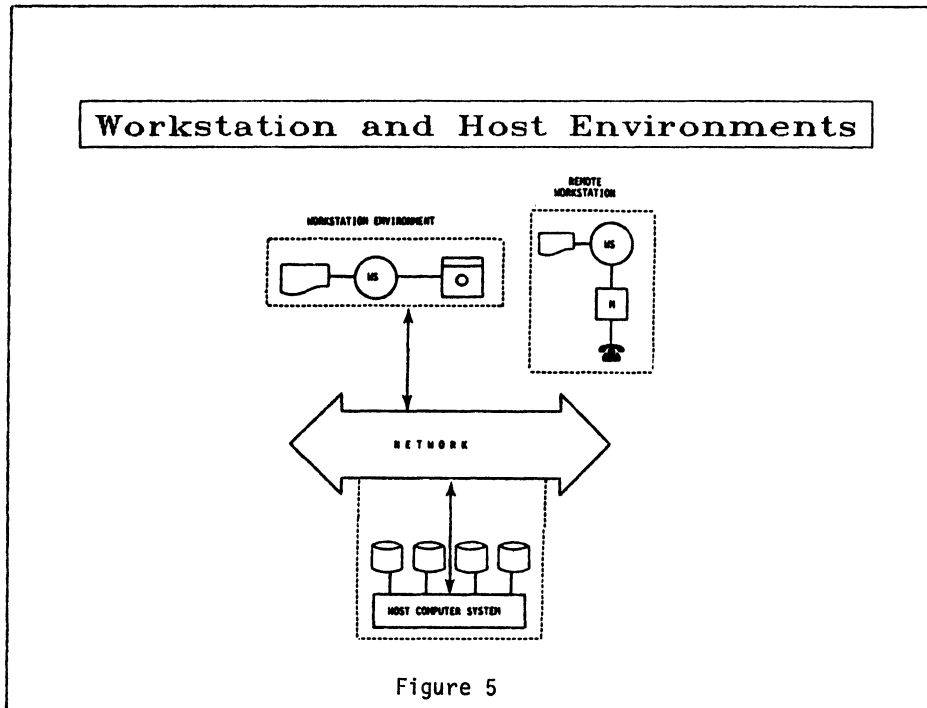 Workstation and Host Environments
REMOTE
WORKSTATION
WORKSTATION ENVIRONMENT
WS
WS
M
NETWORK
HOST COMPUTER SYSTEM
Figure 5